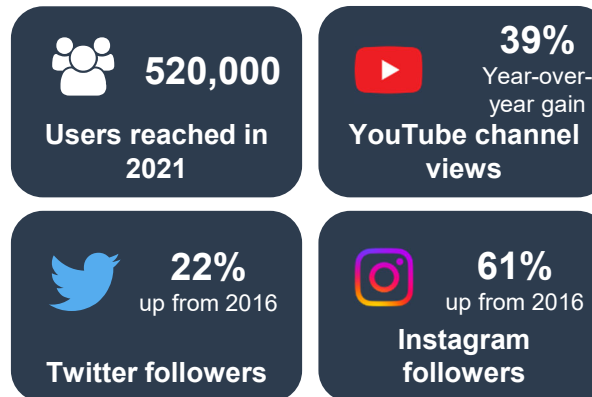 520,000
Users reached in
2021
39%
Year-over-
year gain
YouTube channel
views
22%
up from 2016
Twitter followers
61%
up from 2016
Instagram
followers